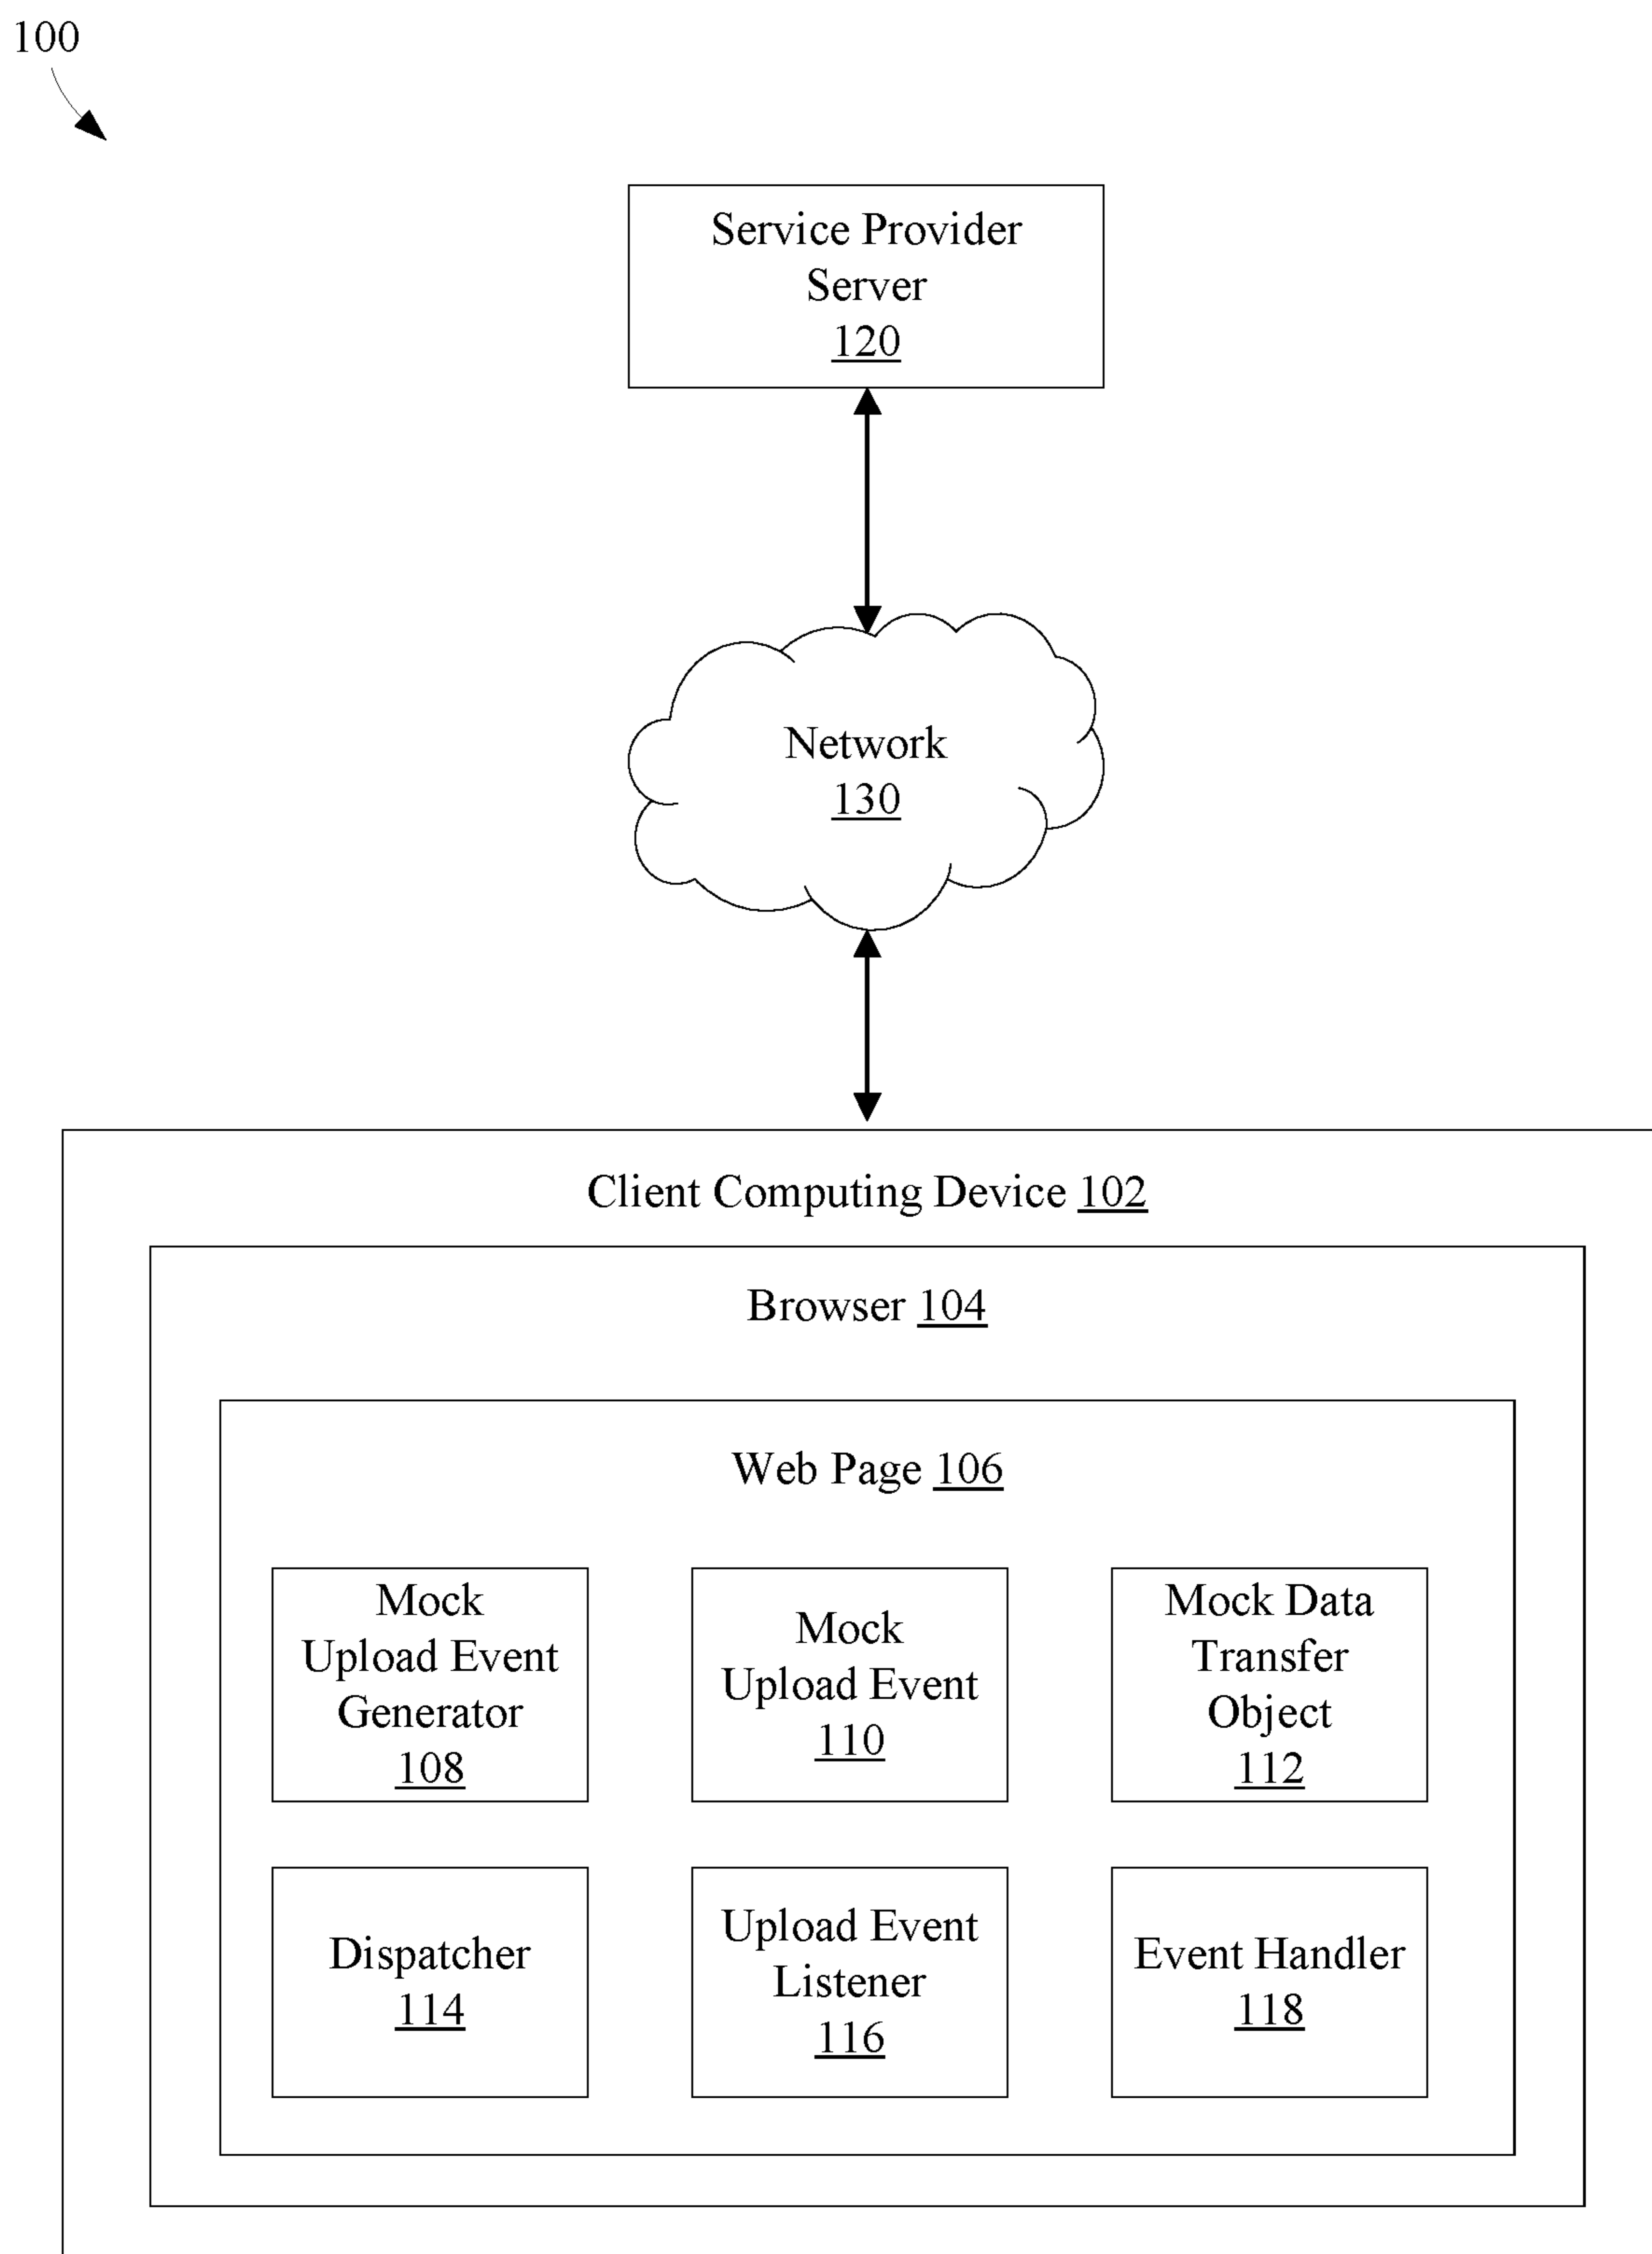 100
Service Provider
Server
120
Network
130
Client Computing Device 102
Browser 104
Web Page 106
Mock
Upload Event
Generator
108
Mock
Upload Event
110
Mock Data
Transfer
Object
112
Dispatcher
114
Upload Event
Listener
116
Event Handler
118